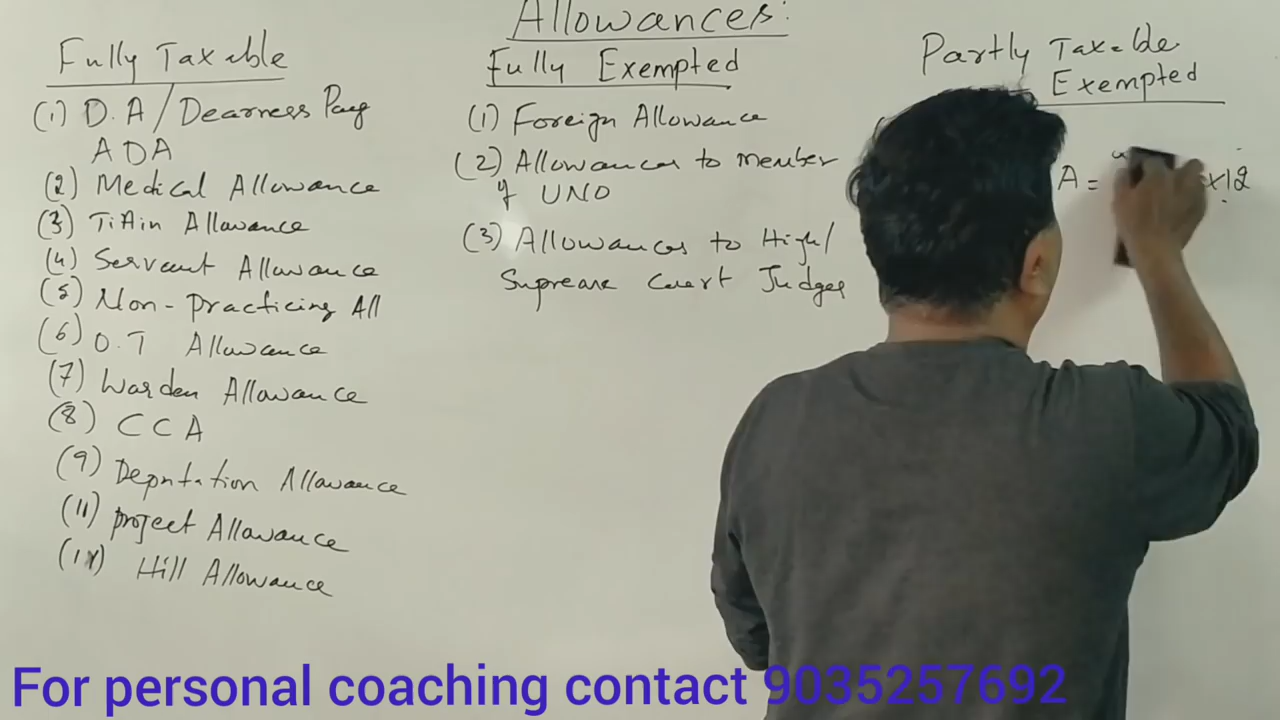 Allowances:
Fully Taxable
(1) D.A / Dearness Pay
ADA
(2) Medical Allowance
(3) Tiffin Allowance
(4) Servant Allowance
(5) Non-practicing All
(6) O.T Allowance
(7) Warden Allowance
(8) CCA
(9) Deputation Allowance
(11) project Allowance
Hill Allowance
Fully Exempted
(1) Foreign Allowance
(2) Allowances to member
of UNO
(3) Allowances to High/
Supreme Court Judges
Partly Taxable
Exempted
A = ×12
For personal coaching contact 9035257692